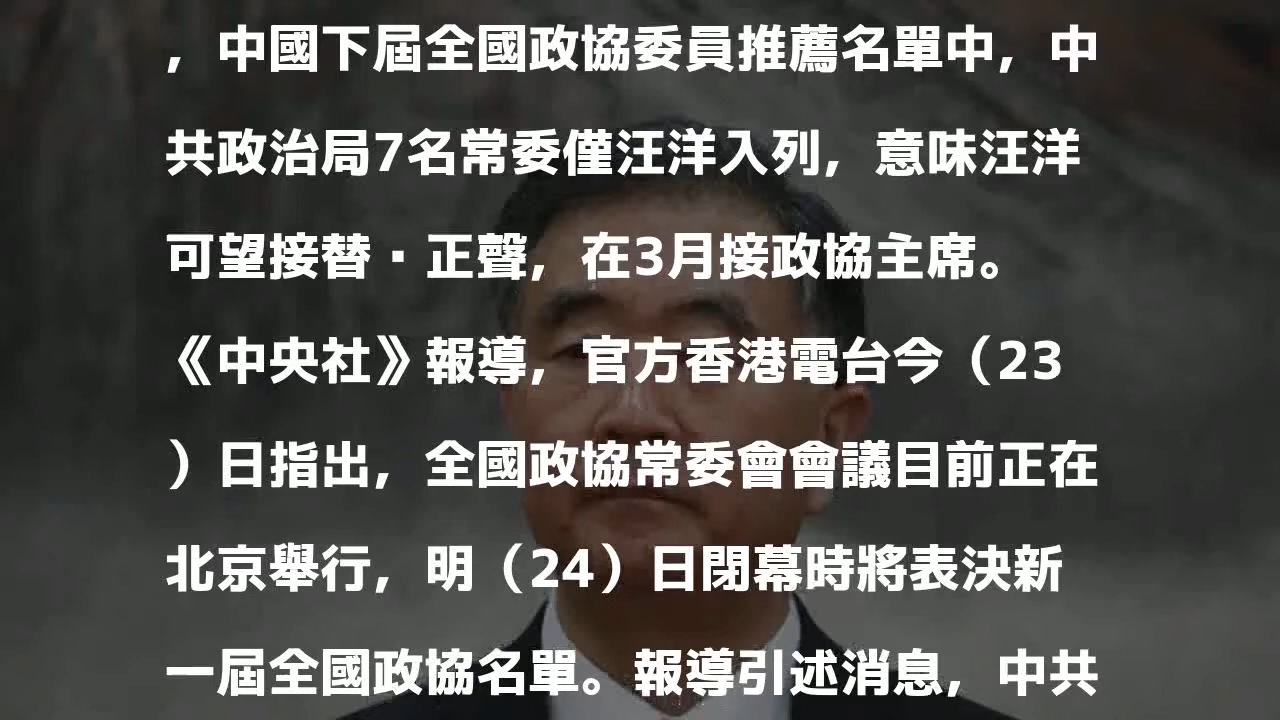 ，中國下屆全國政協委員推薦名單中，中
共政治局7名常委僅汪洋入列，意味汪洋
可望接替·正聲，在3月接政協主席。
《中央社》報導，官方香港電台今（23
）日指出，全國政協常委會會議目前正在
北京舉行，明（24）日閉幕時將表決新
一屆全國政協名單。報導引述消息，中共